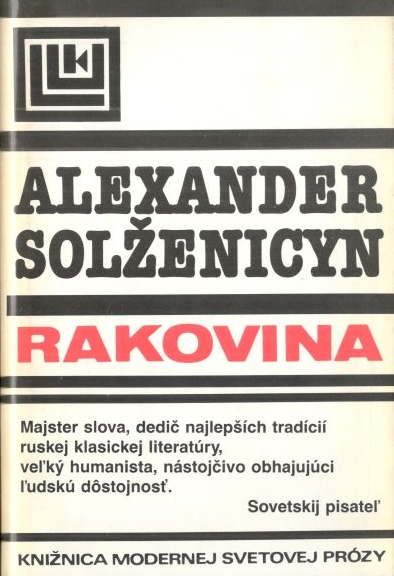 ALEXANDER
SOLŽENICYN
RAKOVINA
Majster slova, dedič najlepších tradícií
ruskej klasickej literatúry,
veľký humanista, nástojčivo obhajujúci
ľudskú dôstojnosť.
Sovetskij pisateľ
KNIŽNICA MODERNEJ SVETOVEJ PRÓZY